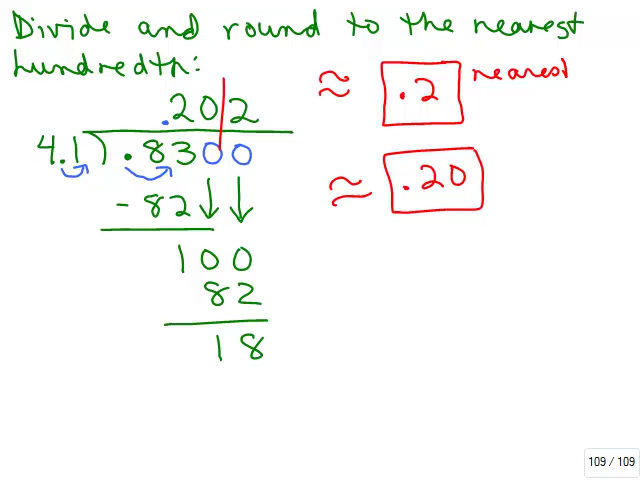 Divide and round to the nearest
hundredth:
≈ .2 nearest
.202
4.1).8300
≈ .20
-82
100
82
18
109 / 109